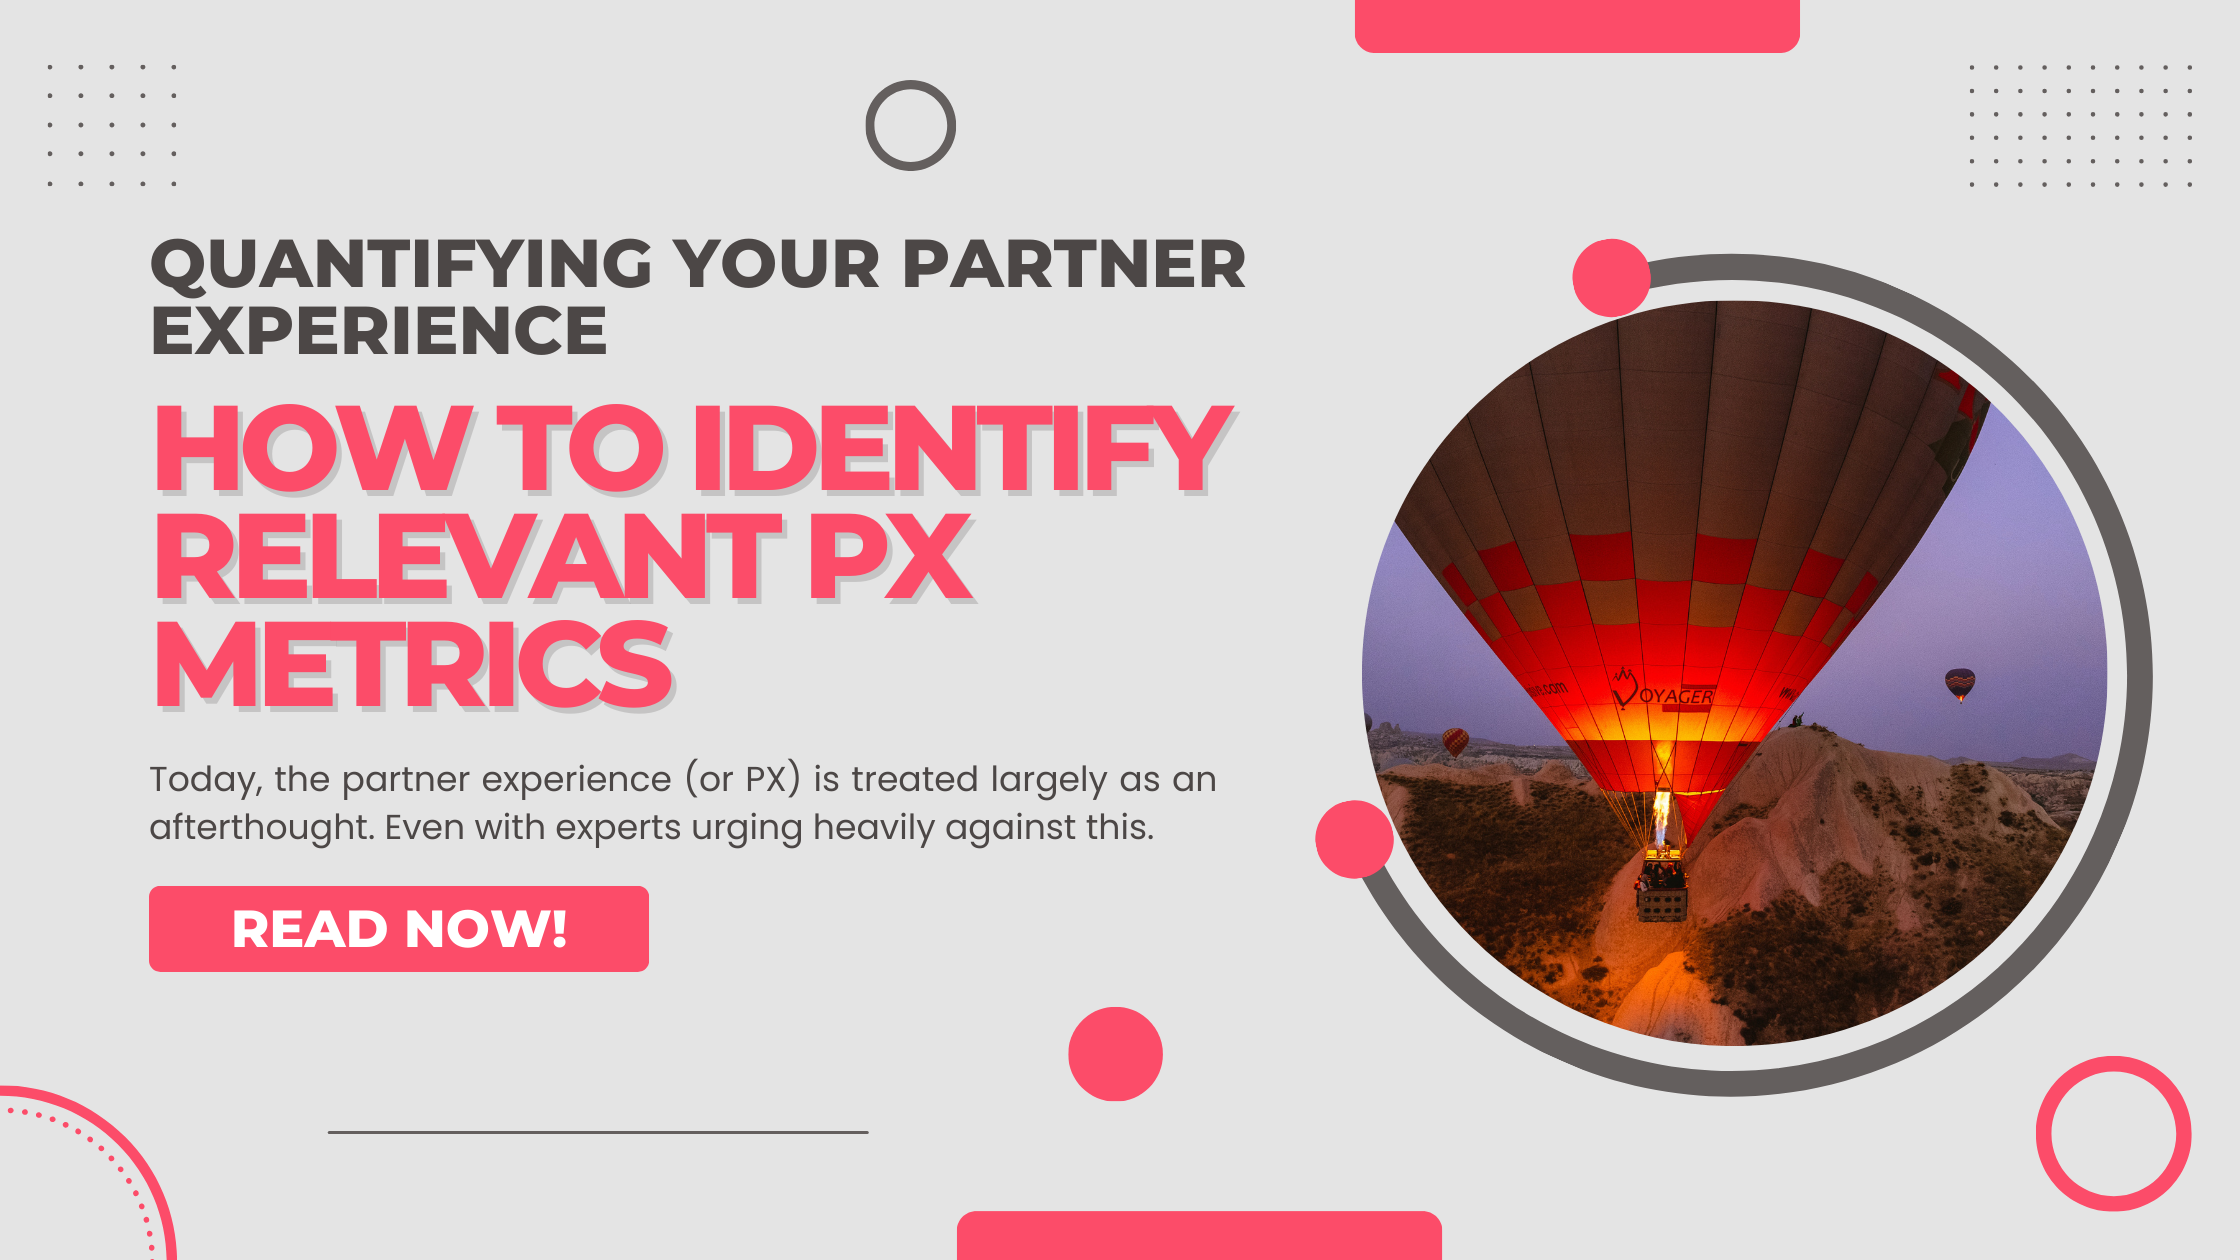 QUANTIFYING YOUR PARTNER
EXPERIENCE
HOW TO IDENTIFY
RELEVANT PX
METRICS
Today, the partner experience (or PX) is treated largely as an
afterthought. Even with experts urging heavily against this.
READ NOW!
.com
VOYAGER